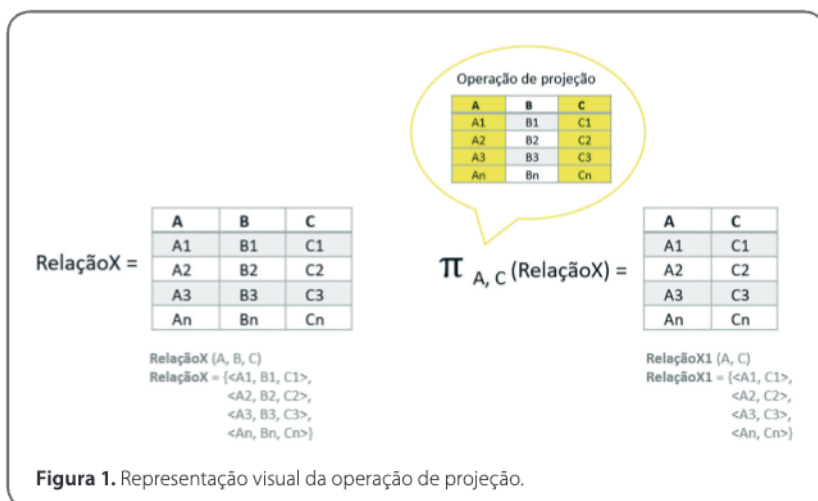 Operação de projeção
A B C
A1 B1 C1
A2 B2 C2
A3 B3 C3
An Bn Cn
RelaçãoX =
A B C
A1 B1 C1
A2 B2 C2
A3 B3 C3
An Bn Cn
RelaçãoX (A, B, C)
RelaçãoX = {<A1, B1, C1>,
<A2, B2, C2>,
<A3, B3, C3>,
<An, Bn, Cn>}
π A, C (RelaçãoX) =
A C
A1 C1
A2 C2
A3 C3
An Cn
RelaçãoX1 (A, C)
RelaçãoX1 = {<A1, C1>,
<A2, C2>,
<A3, C3>,
<An, Cn>}
Figura 1. Representação visual da operação de projeção.